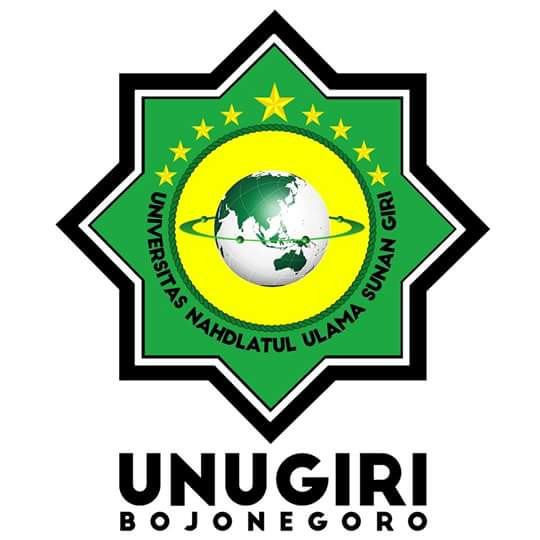 UNIVERSITAS NAHDLATUL ULAMA SUNAN GIRI
UNUGIRI
BOJONEGORO